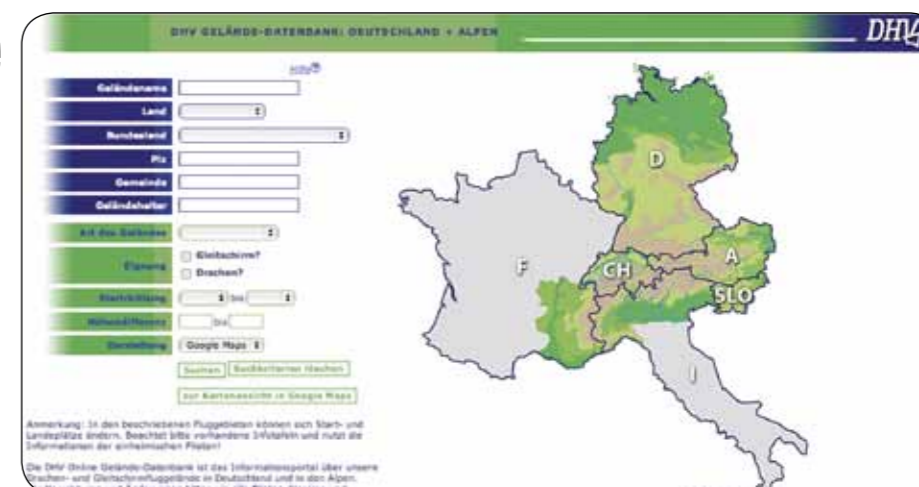 DHV GELÄNDE-DATENBANK: DEUTSCHLAND + ALPEN
DHV
Hilfe
Geländename
Land
Bundesland
Plz
Gemeinde
Geländehalter
Art des Geländes
Eignung
Gleitschirm?
Drachen?
Startrichtung
bis
Höhendifferenz
bis
Darstellung
Google Maps
Suchen
Suchkriterien löschen
zur Kartenansicht in Google Maps
Anmerkung: In den beschriebenen Fluggebieten können sich Start- und
Landeplätze ändern. Beachtet bitte vorhandene Infotafeln und nutzt die
Informationen der einheimischen Piloten!
Die DHV Online Gelände-Datenbank ist das Informationsportal über unsere
Drachen- und Gleitschirmfluggelände in Deutschland und in den Alpen.
D
F
CH
A
SLO
I